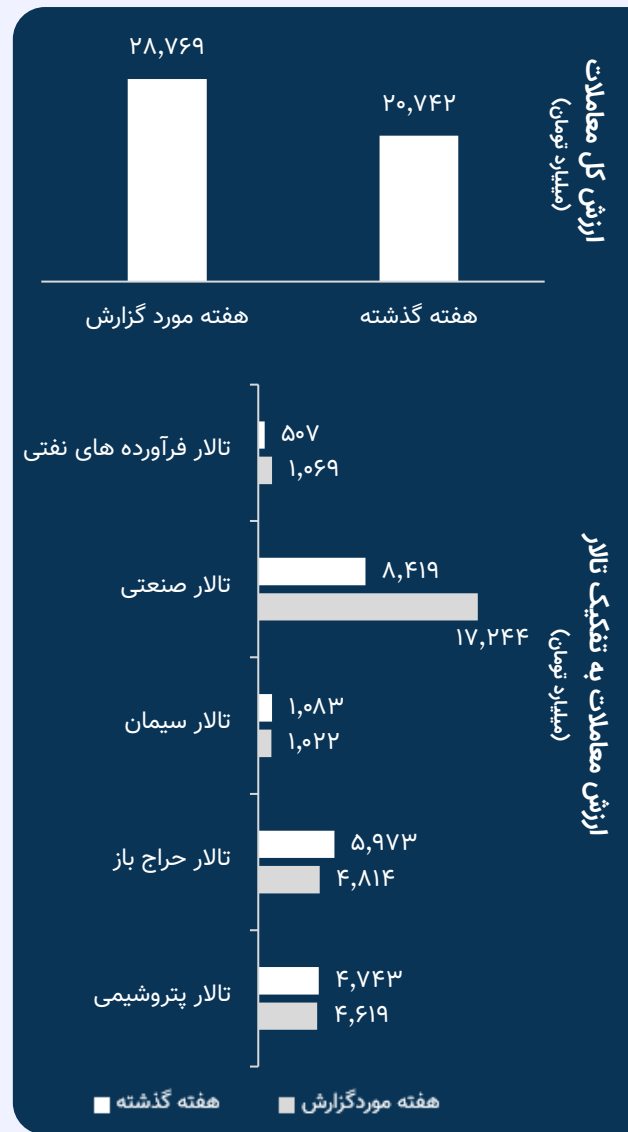 ارزش کل معاملات
(میلیارد تومان)
۲۰,۷۴۲
۲۸,۷۶۹
هفته گذشته
هفته مورد گزارش
ارزش معاملات به تفکیک تالار
(میلیارد تومان)
تالار فرآورده های نفتی
۵۰۷
۱,۰۶۹
تالار صنعتی
۸,۴۱۹
۱۷,۲۴۴
تالار سیمان
۱,۰۸۳
۱,۰۲۲
تالار حراج باز
۵,۹۷۳
۴,۸۱۴
تالار پتروشیمی
۴,۷۴۳
۴,۶۱۹
هفته موردگزارش
هفته گذشته